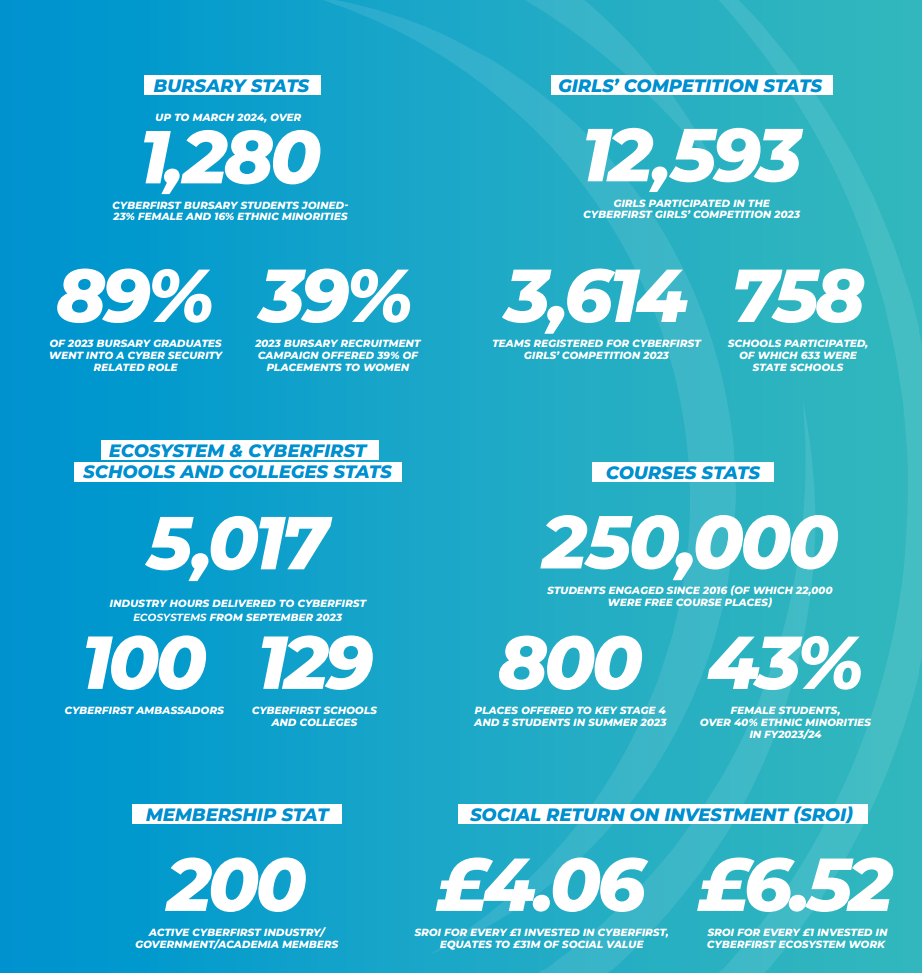 BURSARY STATS
UP TO MARCH 2024, OVER
1,280
CYBERFIRST BURSARY STUDENTS JOINED-
23% FEMALE AND 16% ETHNIC MINORITIES
89%
OF 2023 BURSARY GRADUATES
WENT INTO A CYBER SECURITY
RELATED ROLE
39%
2023 BURSARY RECRUITMENT
CAMPAIGN OFFERED 39% OF
PLACEMENTS TO WOMEN
GIRLS’ COMPETITION STATS
12,593
GIRLS PARTICIPATED IN THE
CYBERFIRST GIRLS’ COMPETITION 2023
3,614
TEAMS REGISTERED FOR CYBERFIRST
GIRLS’ COMPETITION 2023
758
SCHOOLS PARTICIPATED,
OF WHICH 633 WERE
STATE SCHOOLS
ECOSYSTEM & CYBERFIRST
SCHOOLS AND COLLEGES STATS
5,017
INDUSTRY HOURS DELIVERED TO CYBERFIRST
ECOSYSTEMS FROM SEPTEMBER 2023
100
CYBERFIRST AMBASSADORS
129
CYBERFIRST SCHOOLS
AND COLLEGES
COURSES STATS
250,000
STUDENTS ENGAGED SINCE 2016 (OF WHICH 22,000
WERE FREE COURSE PLACES)
800
PLACES OFFERED TO KEY STAGE 4
AND 5 STUDENTS IN SUMMER 2023
43%
FEMALE STUDENTS,
OVER 40% ETHNIC MINORITIES
IN FY2023/24
MEMBERSHIP STAT
200
ACTIVE CYBERFIRST INDUSTRY/
GOVERNMENT/ACADEMIA MEMBERS
SOCIAL RETURN ON INVESTMENT (SROI)
£4.06
SROI FOR EVERY £1 INVESTED IN CYBERFIRST,
EQUATES TO £31M OF SOCIAL VALUE
£6.52
SROI FOR EVERY £1 INVESTED IN
CYBERFIRST ECOSYSTEM WORK